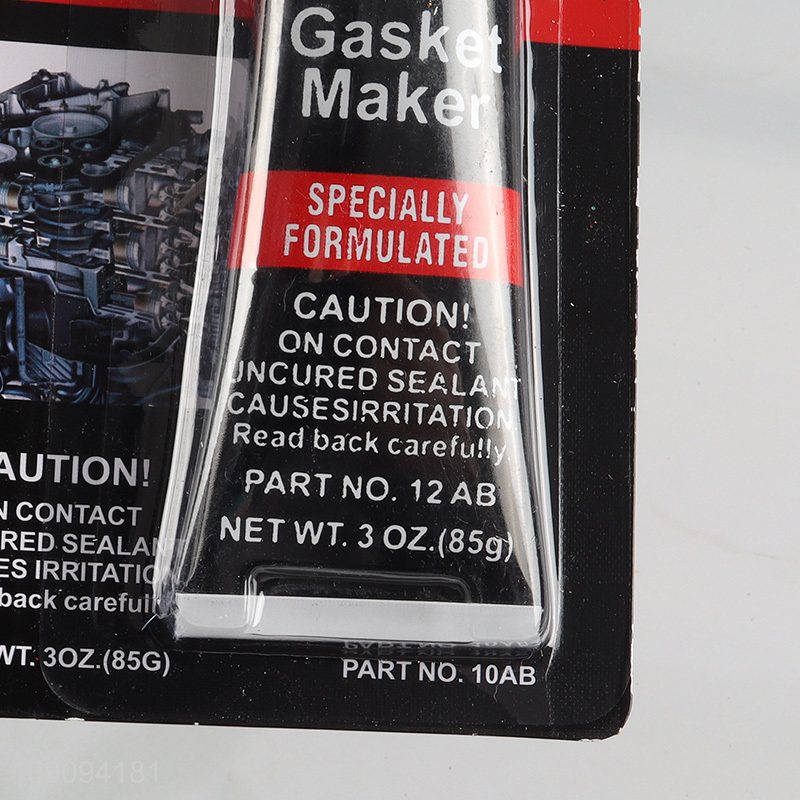 Gasket
Maker
SPECIALLY
FORMULATED
CAUTION!
ON CONTACT
UNCURED SEALANT
CAUSESIRRITATION.
Read back carefully.
PART NO. 12 AB
NET WT. 3 OZ.(85g)
AUTION!
N CONTACT
RED SEALAN
ES IRRITATIO
back careful
WT. 3OZ.(85G)
PART NO. 10AB
109094181